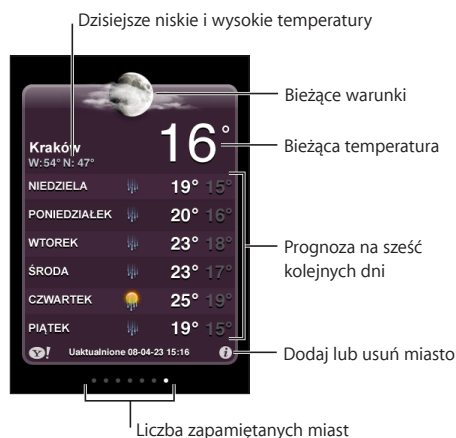 Dzisiejsze niskie i wysokie temperatury
Bieżące warunki
Kraków
W: 54° N: 47°
16°
Bieżąca temperatura
NIEDZIELA 19° 15°
PONIEDZIAŁEK 20° 16°
WTOREK 23° 18°
ŚRODA 23° 17°
CZWARTEK 25° 19°
PIĄTEK 19° 15°
Prognoza na sześć
kolejnych dni
Y! Uaktualnione 08-04-23 15:16 i
Dodaj lub usuń miasto
Liczba zapamiętanych miast